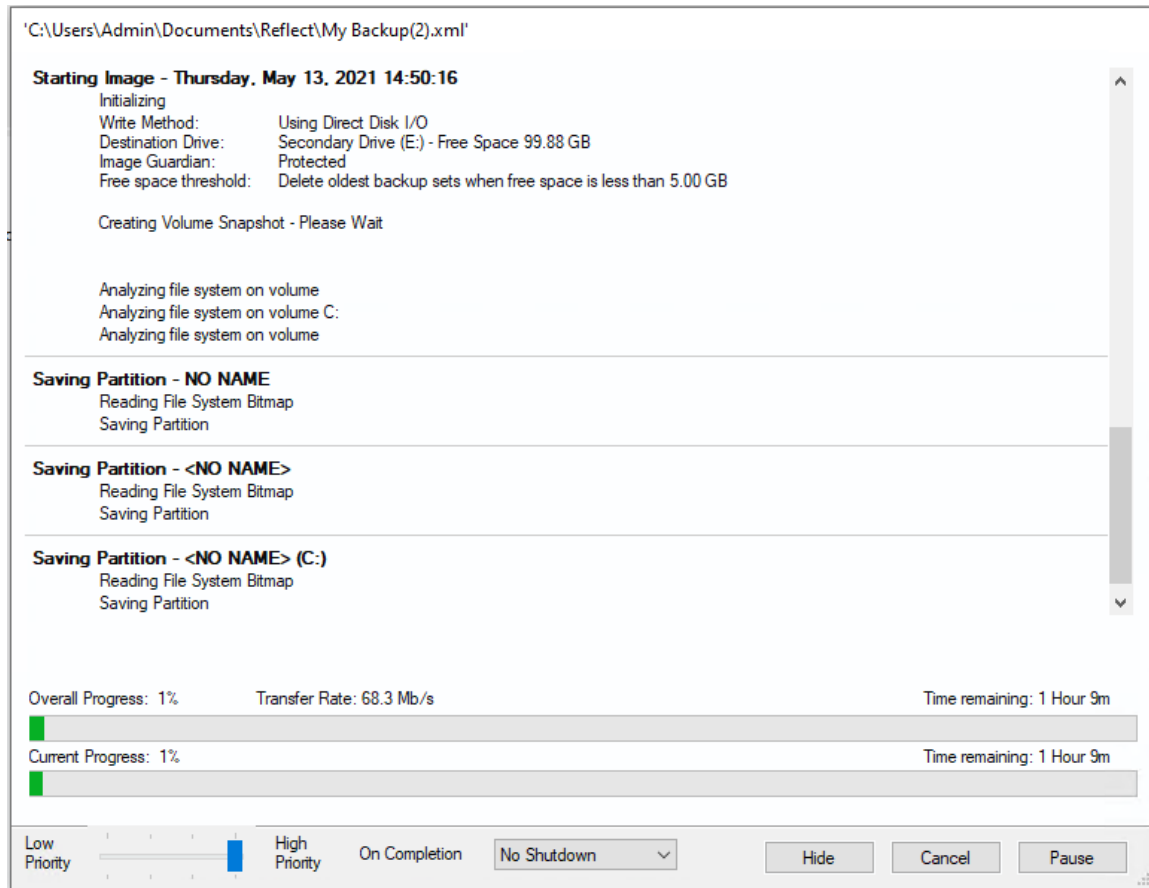 'C:\Users\Admin\Documents\Reflect\My Backup(2).xml'
Starting Image - Thursday, May 13, 2021 14:50:16
Initializing
Write Method: Using Direct Disk I/O
Destination Drive: Secondary Drive (E:) - Free Space 99.88 GB
Image Guardian: Protected
Free space threshold: Delete oldest backup sets when free space is less than 5.00 GB
Creating Volume Snapshot - Please Wait
Analyzing file system on volume
Analyzing file system on volume C:
Analyzing file system on volume
Saving Partition - NO NAME
Reading File System Bitmap
Saving Partition
Saving Partition - <NO NAME>
Reading File System Bitmap
Saving Partition
Saving Partition - <NO NAME> (C:)
Reading File System Bitmap
Saving Partition
Overall Progress: 1% Transfer Rate: 68.3 Mb/s Time remaining: 1 Hour 9m
Current Progress: 1% Time remaining: 1 Hour 9m
Low Priority High Priority On Completion No Shutdown Hide Cancel Pause